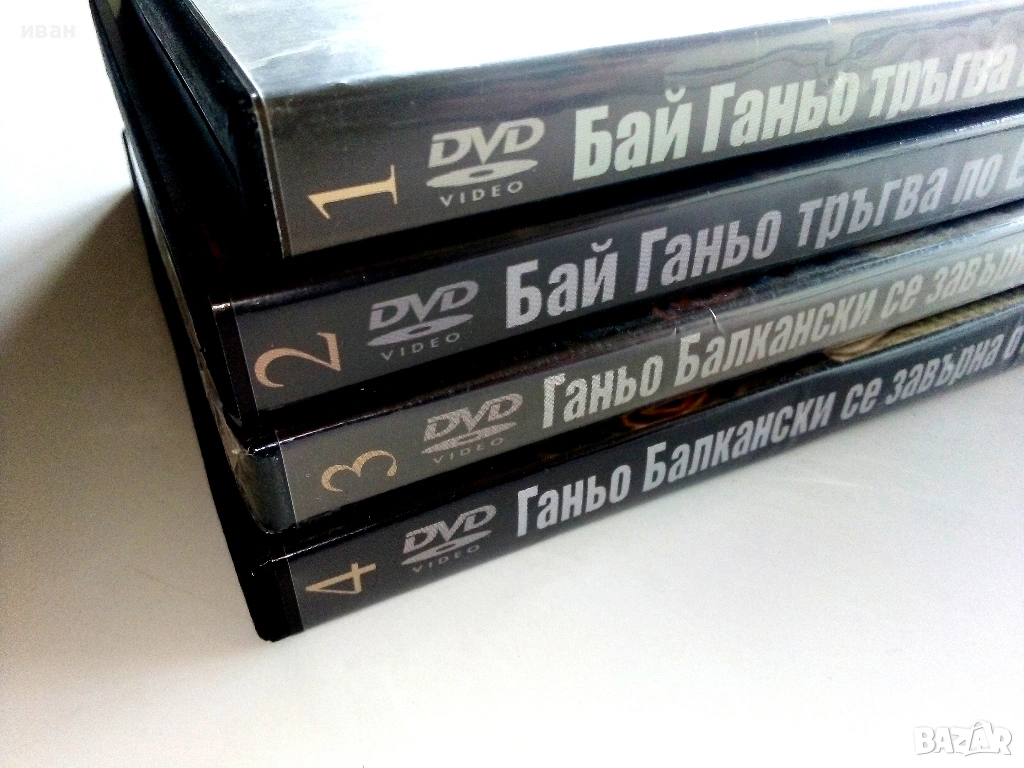 иван
1 DVD VIDEO Бай Ганьо тръгва
2 DVD VIDEO Бай Ганьо тръгва по Е
3 DVD VIDEO Ганьо Балкански се завърн
4 DVD VIDEO Ганьо Балкански се завърна о
BAZAR